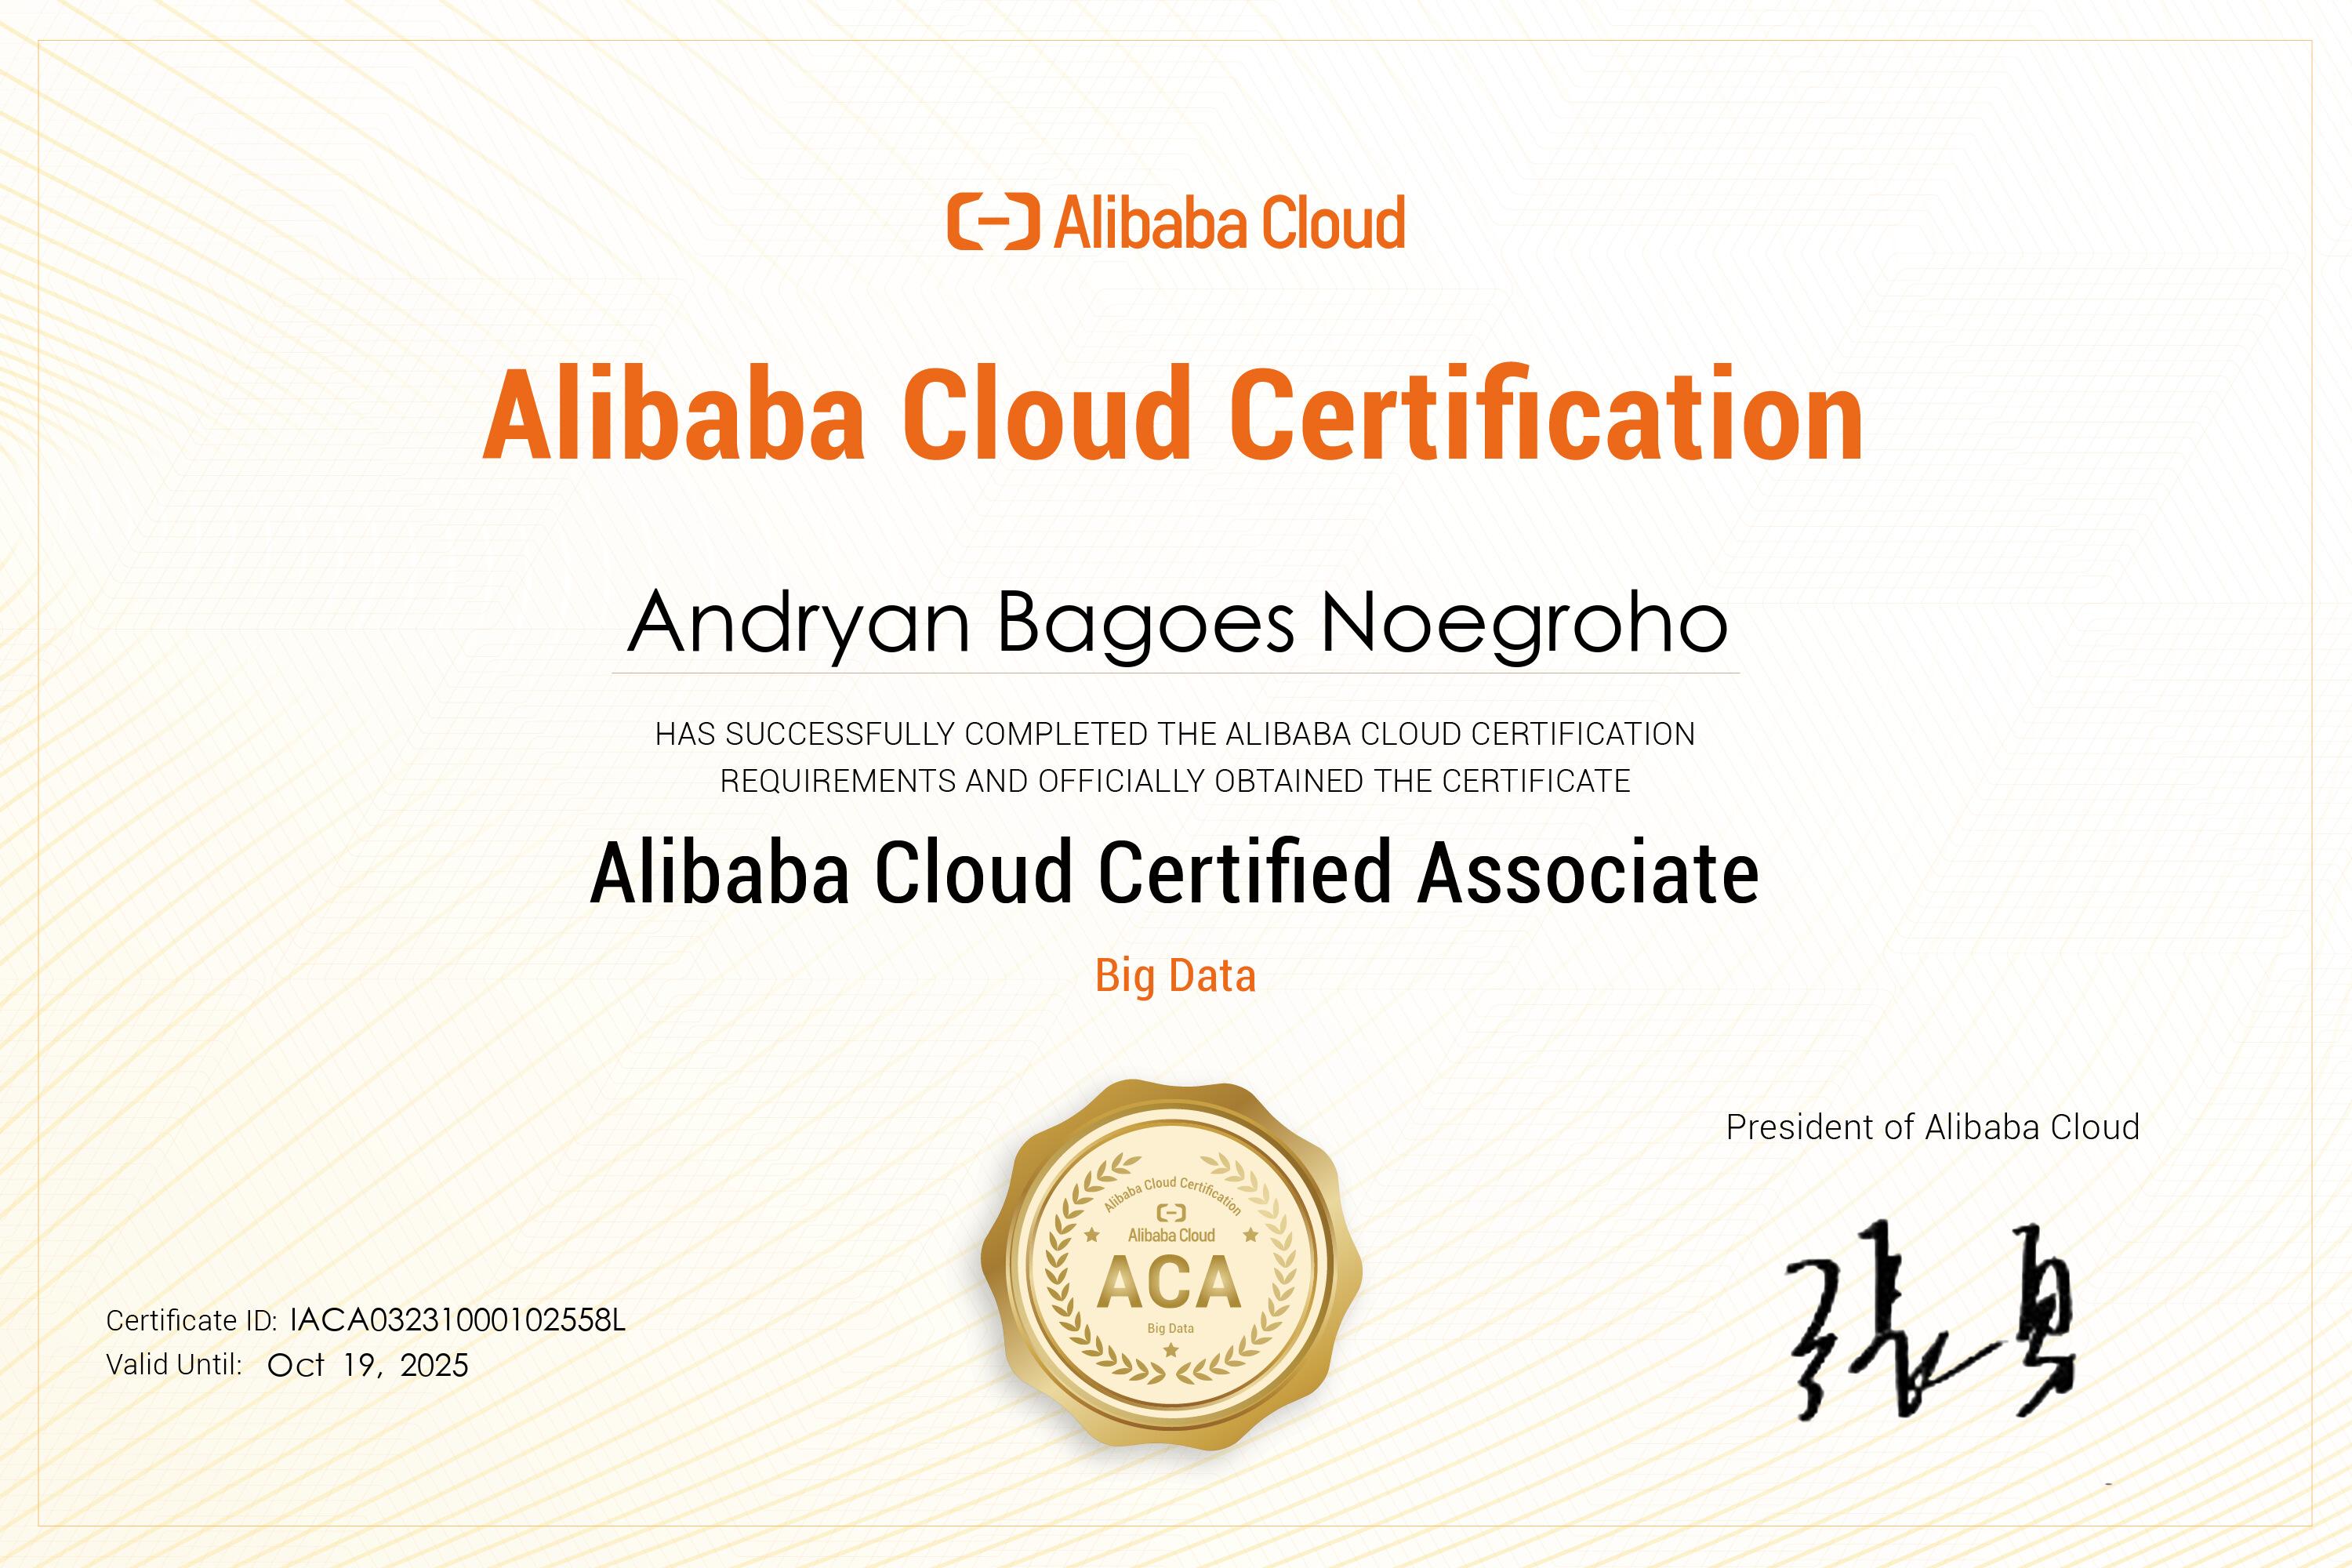 Alibaba Cloud
Alibaba Cloud Certification
Andryan Bagoes Noegroho
HAS SUCCESSFULLY COMPLETED THE ALIBABA CLOUD CERTIFICATION
REQUIREMENTS AND OFFICIALLY OBTAINED THE CERTIFICATE
Alibaba Cloud Certified Associate
Big Data
Alibaba Cloud Certification
Alibaba Cloud
ACA
Big Data
President of Alibaba Cloud
Certificate ID: IACA03231000102558L
Valid Until: Oct 19, 2025